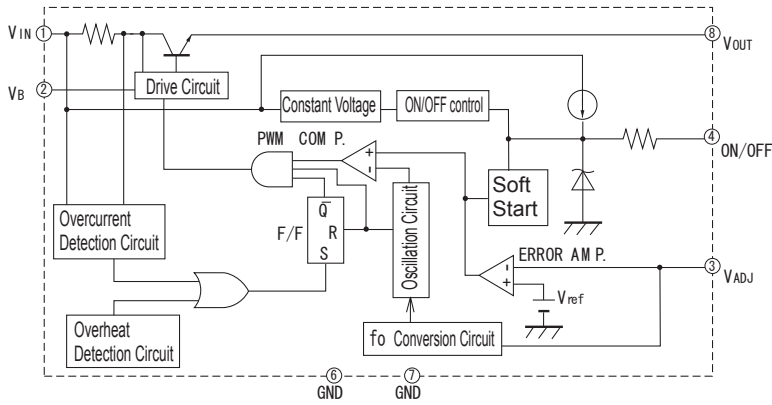 VIN ① ⑧ VOUT
VB ② Drive Circuit
Constant Voltage ON/OFF control
④ ON/OFF
PWM COMP.
+
-
Soft
Start
Overcurrent
Detection Circuit
F/F
Q̅
R
S
Oscillation Circuit
ERROR AMP.
-
+
Vref
③ VADJ
Overheat
Detection Circuit
fo Conversion Circuit
⑥ ⑦
GND GND